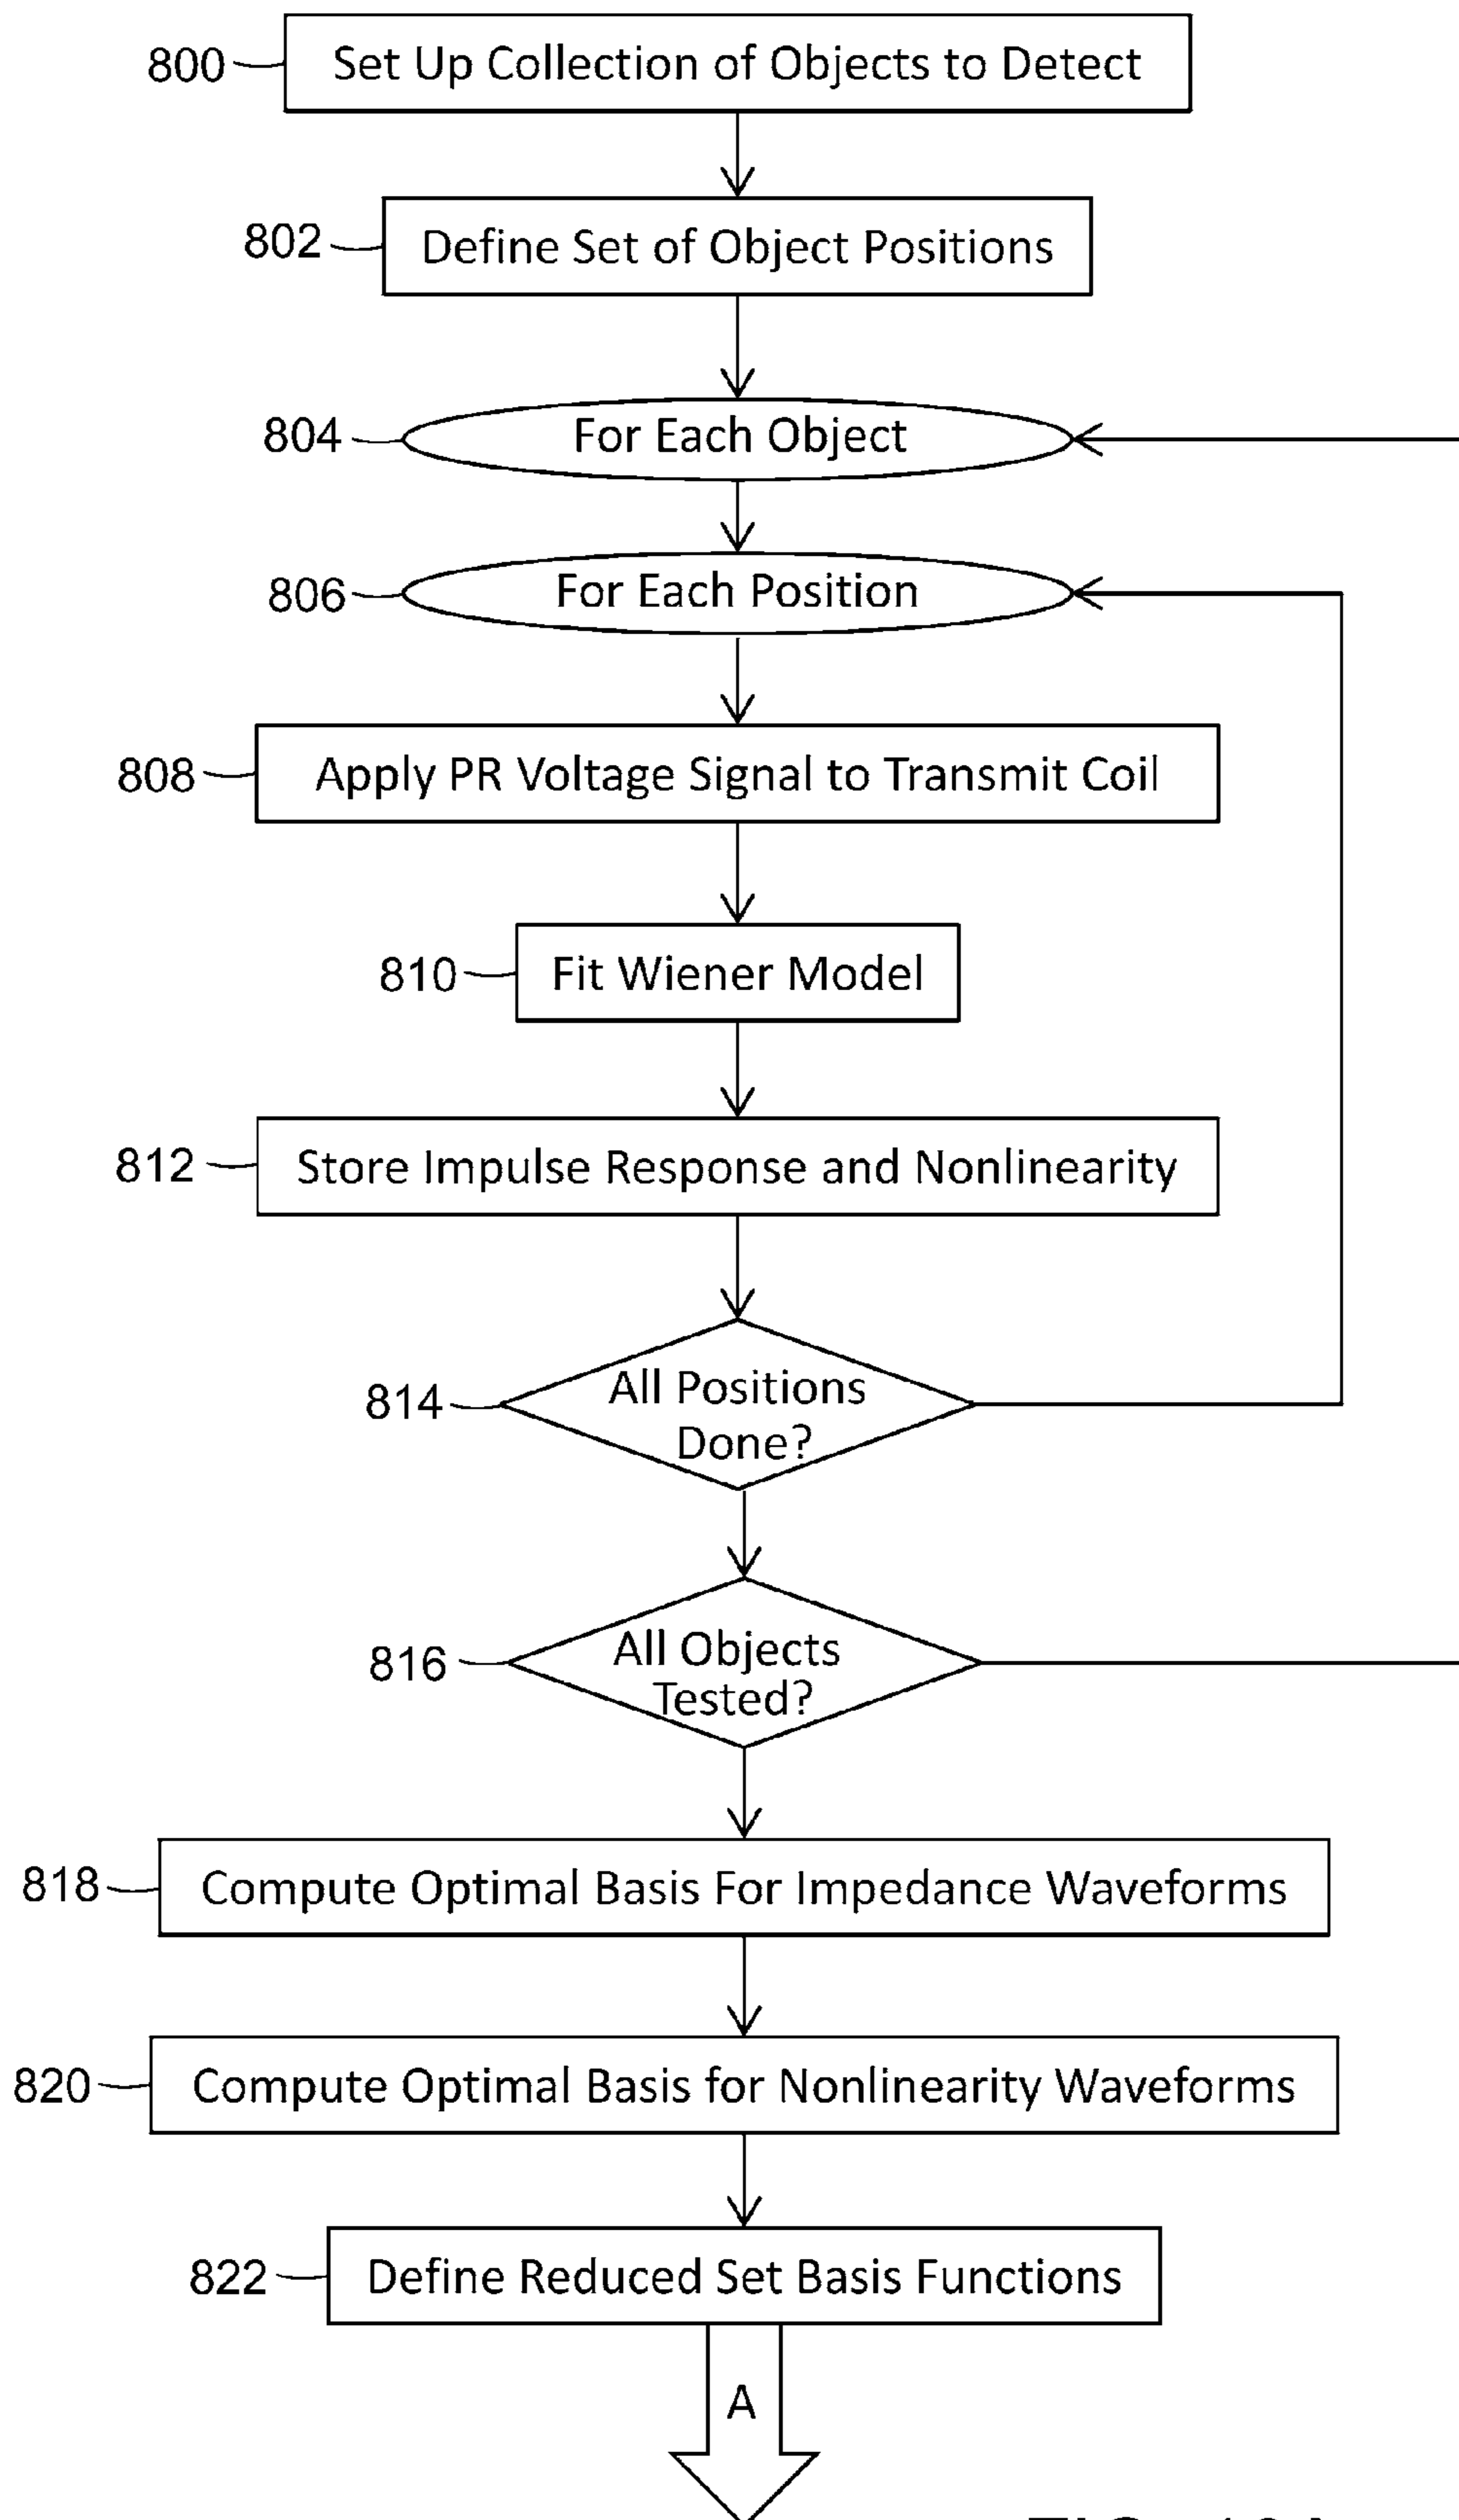 800 Set Up Collection of Objects to Detect
802 Define Set of Object Positions
804 For Each Object
806 For Each Position
808 Apply PR Voltage Signal to Transmit Coil
810 Fit Wiener Model
812 Store Impulse Response and Nonlinearity
814 All Positions
Done?
816 All Objects
Tested?
818 Compute Optimal Basis For Impedance Waveforms
820 Compute Optimal Basis for Nonlinearity Waveforms
822 Define Reduced Set Basis Functions
A